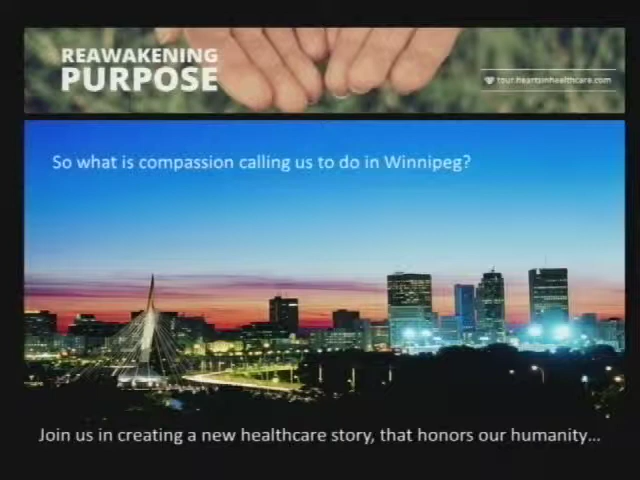 REAWAKENING
PURPOSE
tour.heartsinhealthcare.com
So what is compassion calling us to do in Winnipeg?
Join us in creating a new healthcare story, that honors our humanity...